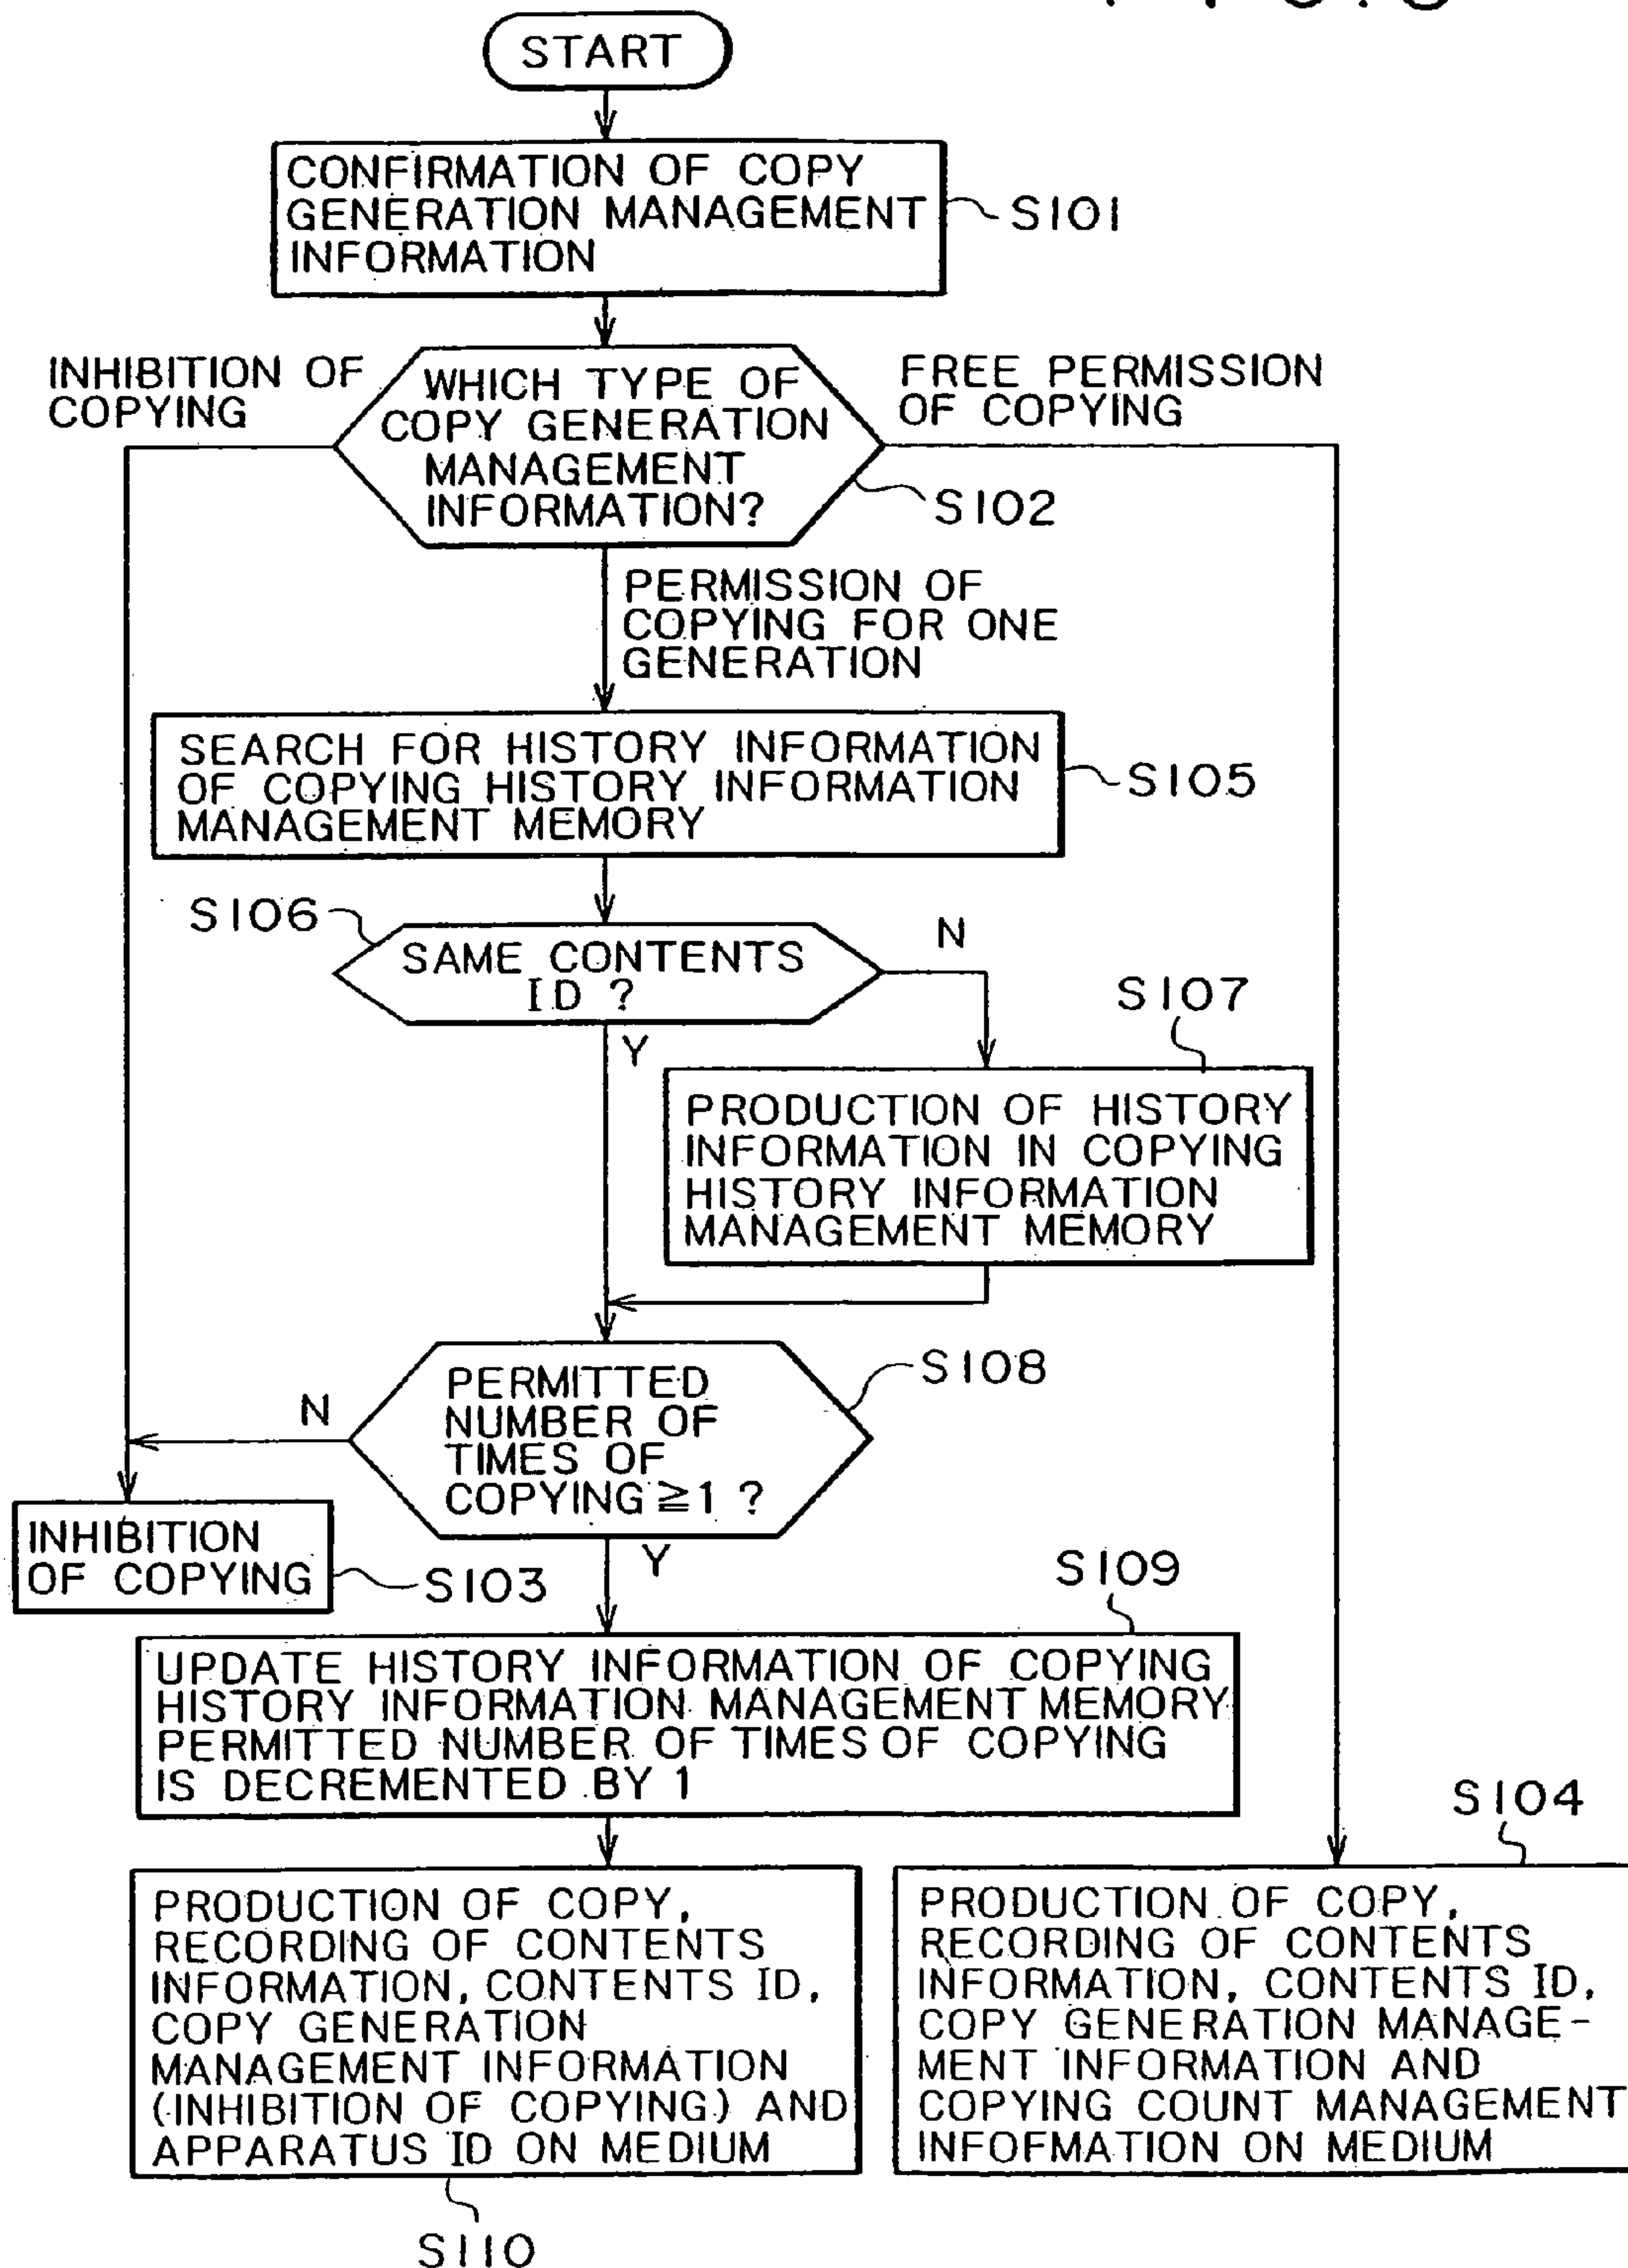 START
CONFIRMATION OF COPY
GENERATION MANAGEMENT
INFORMATION
S101
INHIBITION OF
COPYING
WHICH TYPE OF
COPY GENERATION
MANAGEMENT
INFORMATION?
FREE PERMISSION
OF COPYING
S102
PERMISSION OF
COPYING FOR ONE
GENERATION
SEARCH FOR HISTORY INFORMATION
OF COPYING HISTORY INFORMATION
MANAGEMENT MEMORY
S105
S106
SAME CONTENTS
ID ?
N
Y
S107
PRODUCTION OF HISTORY
INFORMATION IN COPYING
HISTORY INFORMATION
MANAGEMENT MEMORY
PERMITTED
NUMBER OF
TIMES OF
COPYING ≧1 ?
S108
N
Y
INHIBITION
OF COPYING
S103
S109
UPDATE HISTORY INFORMATION OF COPYING
HISTORY INFORMATION MANAGEMENT MEMORY
PERMITTED NUMBER OF TIMES OF COPYING
IS DECREMENTED BY 1
S104
PRODUCTION OF COPY,
RECORDING OF CONTENTS
INFORMATION, CONTENTS ID,
COPY GENERATION
MANAGEMENT INFORMATION
(INHIBITION OF COPYING) AND
APPARATUS ID ON MEDIUM
S110
PRODUCTION OF COPY,
RECORDING OF CONTENTS
INFORMATION, CONTENTS ID,
COPY GENERATION MANAGE-
MENT INFORMATION AND
COPYING COUNT MANAGEMENT
INFOFMATION ON MEDIUM